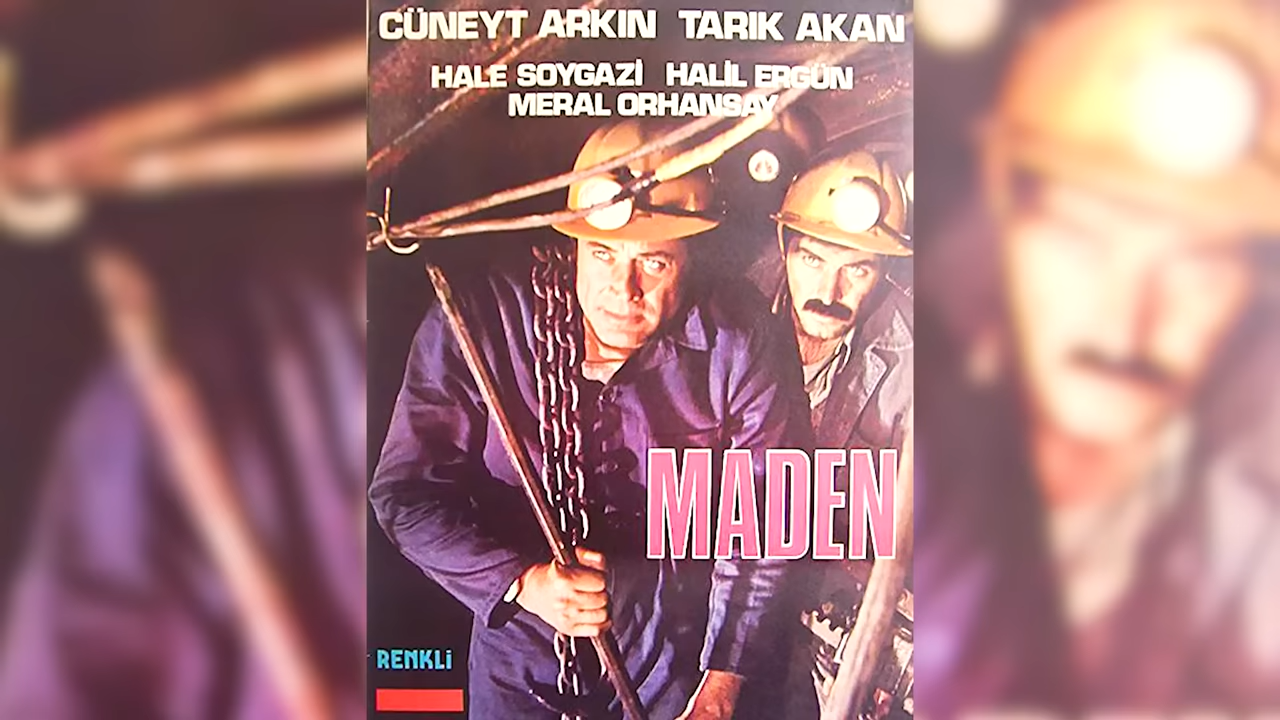 CÜNEYT ARKIN TARIK AKAN
HALE SOYGAZİ HALİL ERGÜN
MERAL ORHANSAY
MADEN
RENKLİ